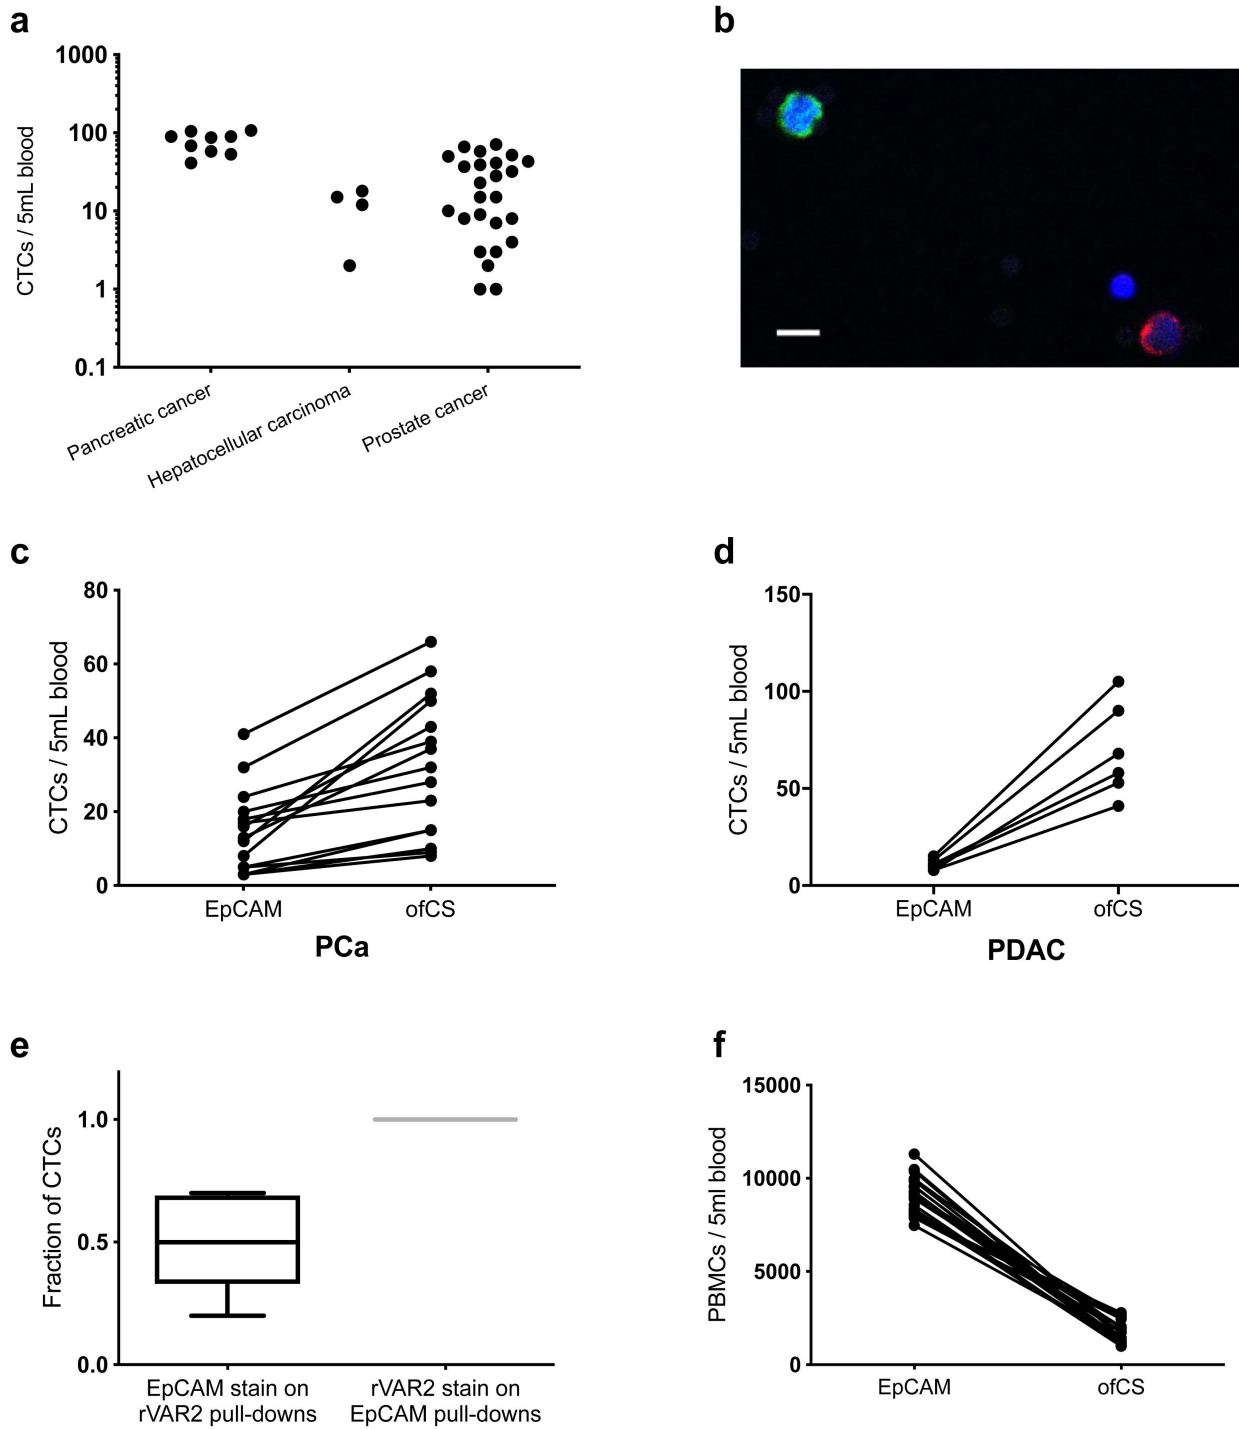 a
CTCs / 5mL blood
1000
100
10
1
0.1
Pancreatic cancer
Hepatocellular carcinoma
Prostate cancer
b
c
CTCs / 5mL blood
80
60
40
20
0
EpCAM
ofCS
PCa
d
CTCs / 5mL blood
150
100
50
0
EpCAM
ofCS
PDAC
e
Fraction of CTCs
1.0
0.5
0.0
EpCAM stain on
rVAR2 pull-downs
rVAR2 stain on
EpCAM pull-downs
f
PBMCs / 5ml blood
15000
10000
5000
0
EpCAM
ofCS